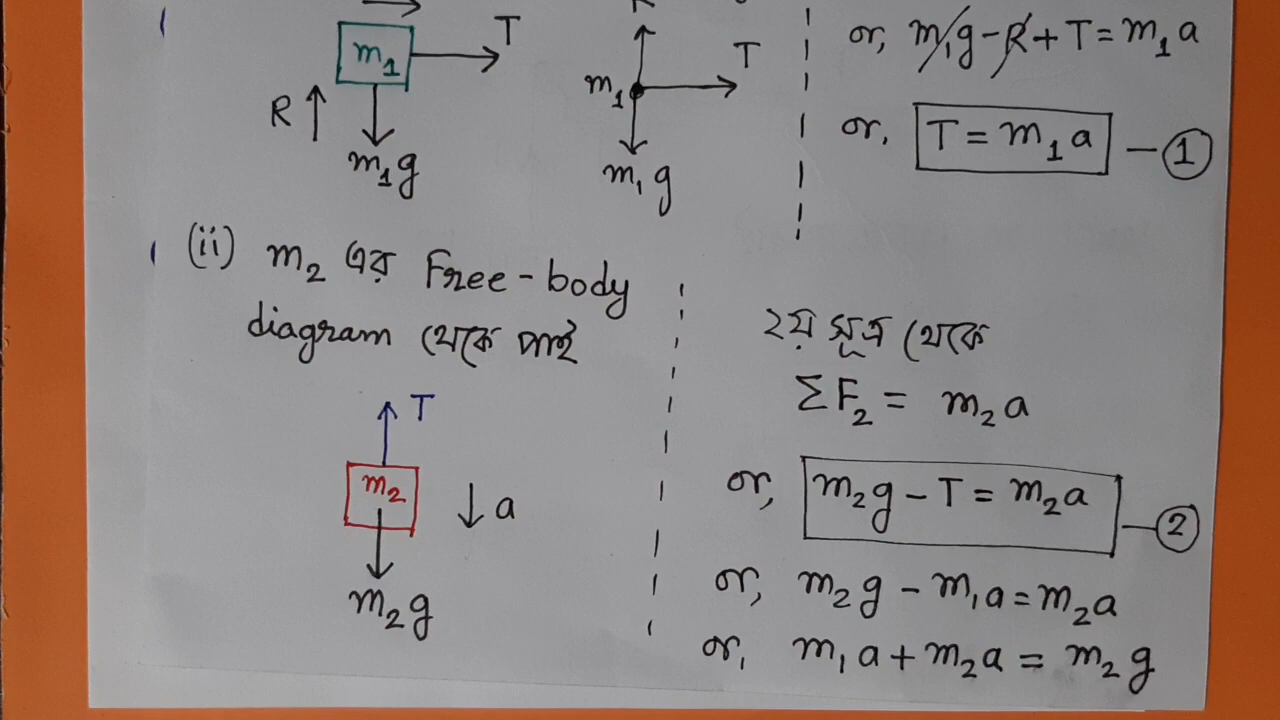 T
m₁
R
m₁g
T
m₁
m₁g
or, m₁g-R+T=m₁a
or, T=m₁a —①
(ii) m₂ এর Free-body
diagram থেকে পাই
T
m₂
↓a
m₂g
২য় সূত্র থেকে
ΣF₂ = m₂a
or, m₂g-T=m₂a —②
or, m₂g-m₁a=m₂a
or, m₁a+m₂a=m₂g